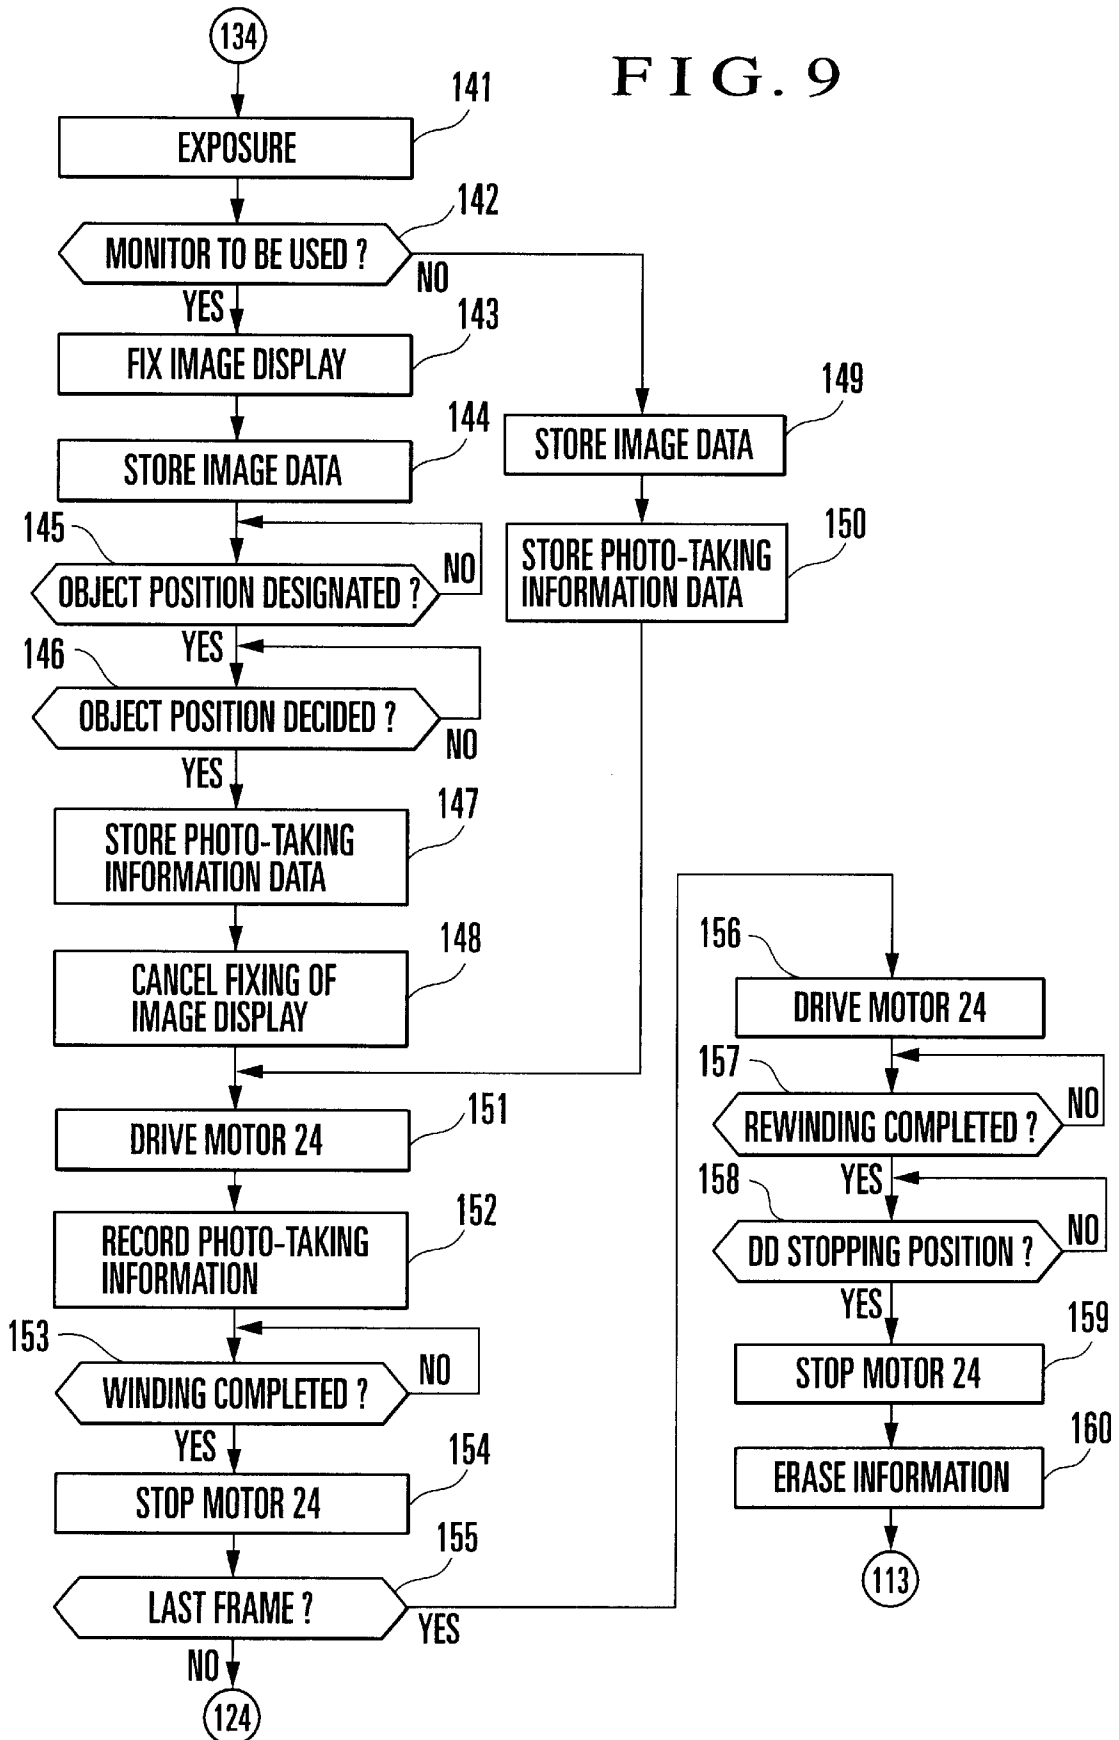 134
FIG. 9
141
EXPOSURE
142
MONITOR TO BE USED ?
NO
YES
143
FIX IMAGE DISPLAY
144
STORE IMAGE DATA
145
OBJECT POSITION DESIGNATED ?
NO
YES
146
OBJECT POSITION DECIDED ?
NO
YES
147
STORE PHOTO-TAKING
INFORMATION DATA
148
CANCEL FIXING OF
IMAGE DISPLAY
149
STORE IMAGE DATA
150
STORE PHOTO-TAKING
INFORMATION DATA
151
DRIVE MOTOR 24
152
RECORD PHOTO-TAKING
INFORMATION
153
WINDING COMPLETED ?
NO
YES
154
STOP MOTOR 24
155
LAST FRAME ?
YES
NO
124
156
DRIVE MOTOR 24
157
REWINDING COMPLETED ?
NO
YES
158
DD STOPPING POSITION ?
NO
YES
159
STOP MOTOR 24
160
ERASE INFORMATION
113